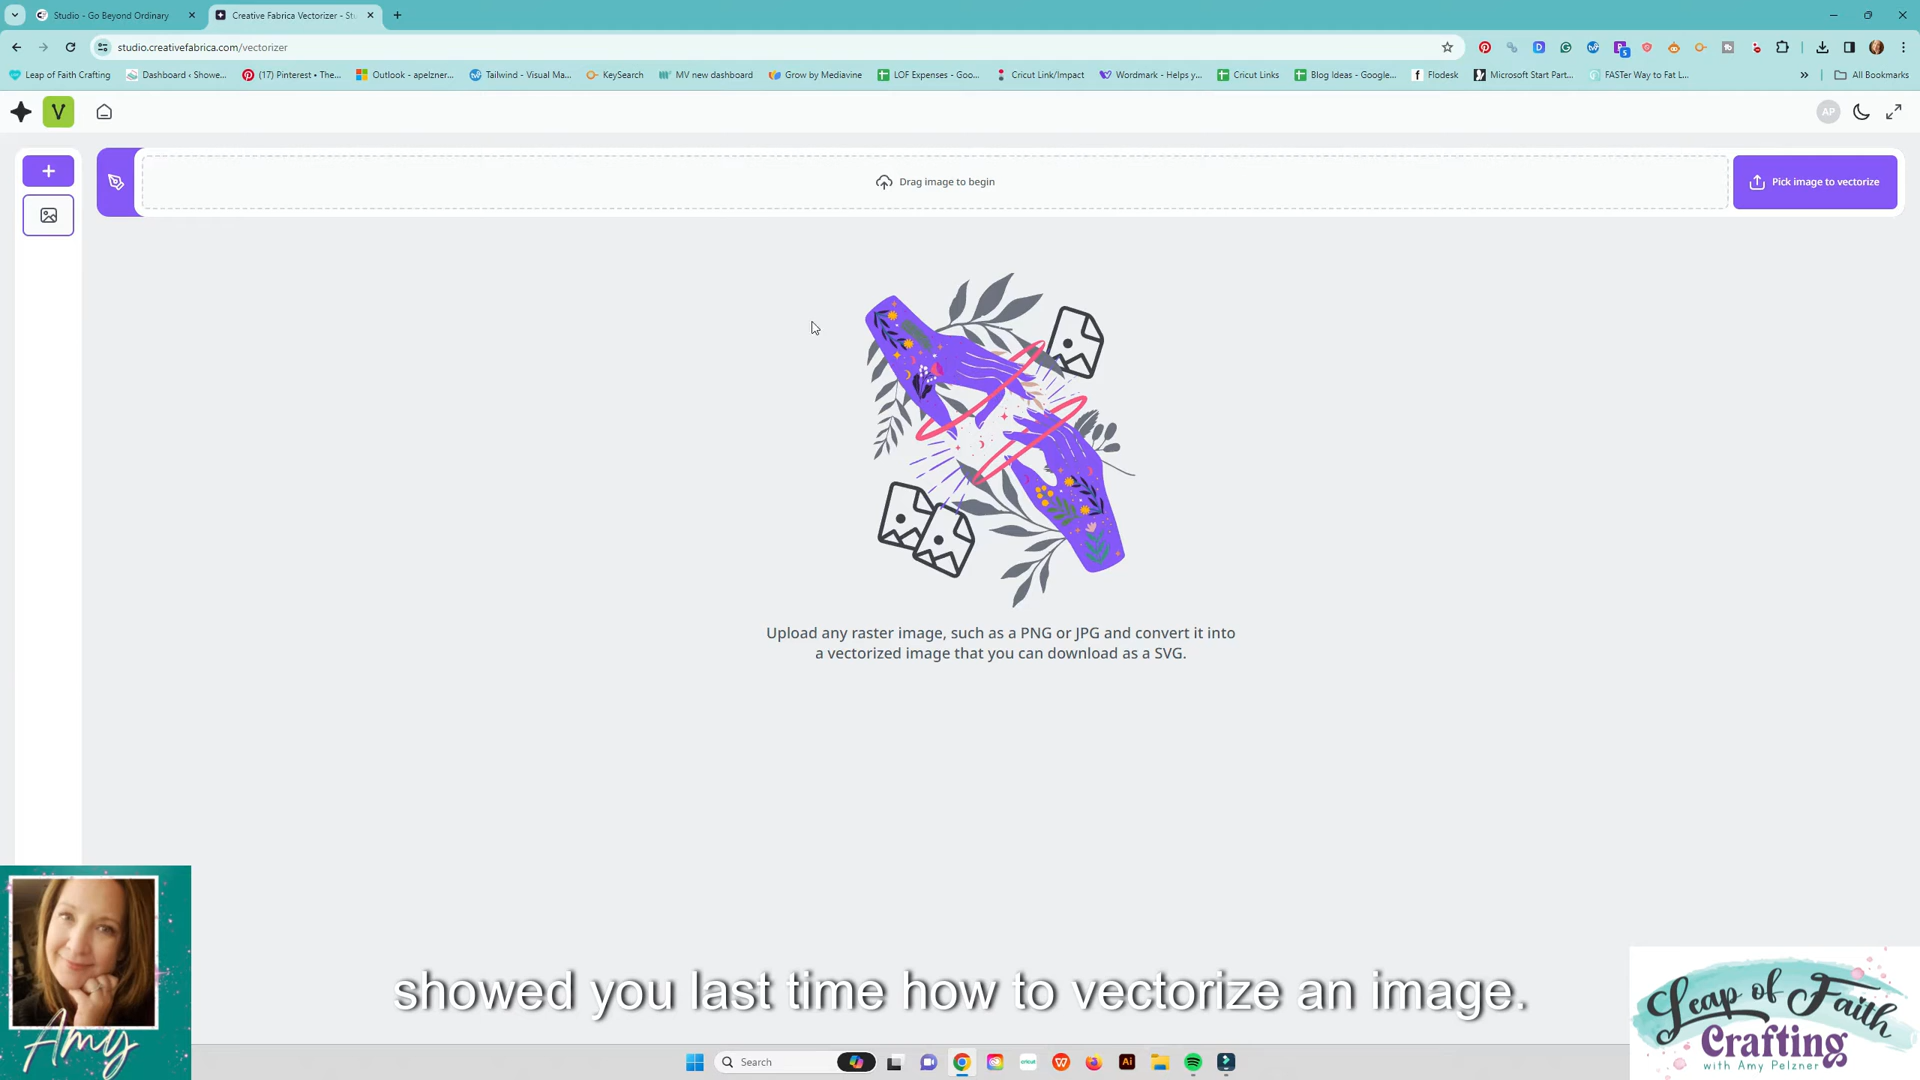 Studio - Go Beyond Ordinary
Creative Fabrica Vectorizer - Stu
studio.creativefabrica.com/vectorizer
Leap of Faith Crafting
Dashboard ‹ Showe...
(17) Pinterest • The...
Outlook - apelzner...
Tailwind - Visual Ma...
KeySearch
MV new dashboard
Grow by Mediavine
LOF Expenses - Goo...
Cricut Link/Impact
Wordmark - Helps y...
Cricut Links
Blog Ideas - Google...
Flodesk
Microsoft Start Part...
FASTer Way to Fat L...
»
All Bookmarks
V
AP
Drag image to begin
Pick image to vectorize
Upload any raster image, such as a PNG or JPG and convert it into
a vectorized image that you can download as a SVG.
showed you last time how to vectorize an image.
Amy
Leap of Faith
Crafting
with Amy Pelzner
Search